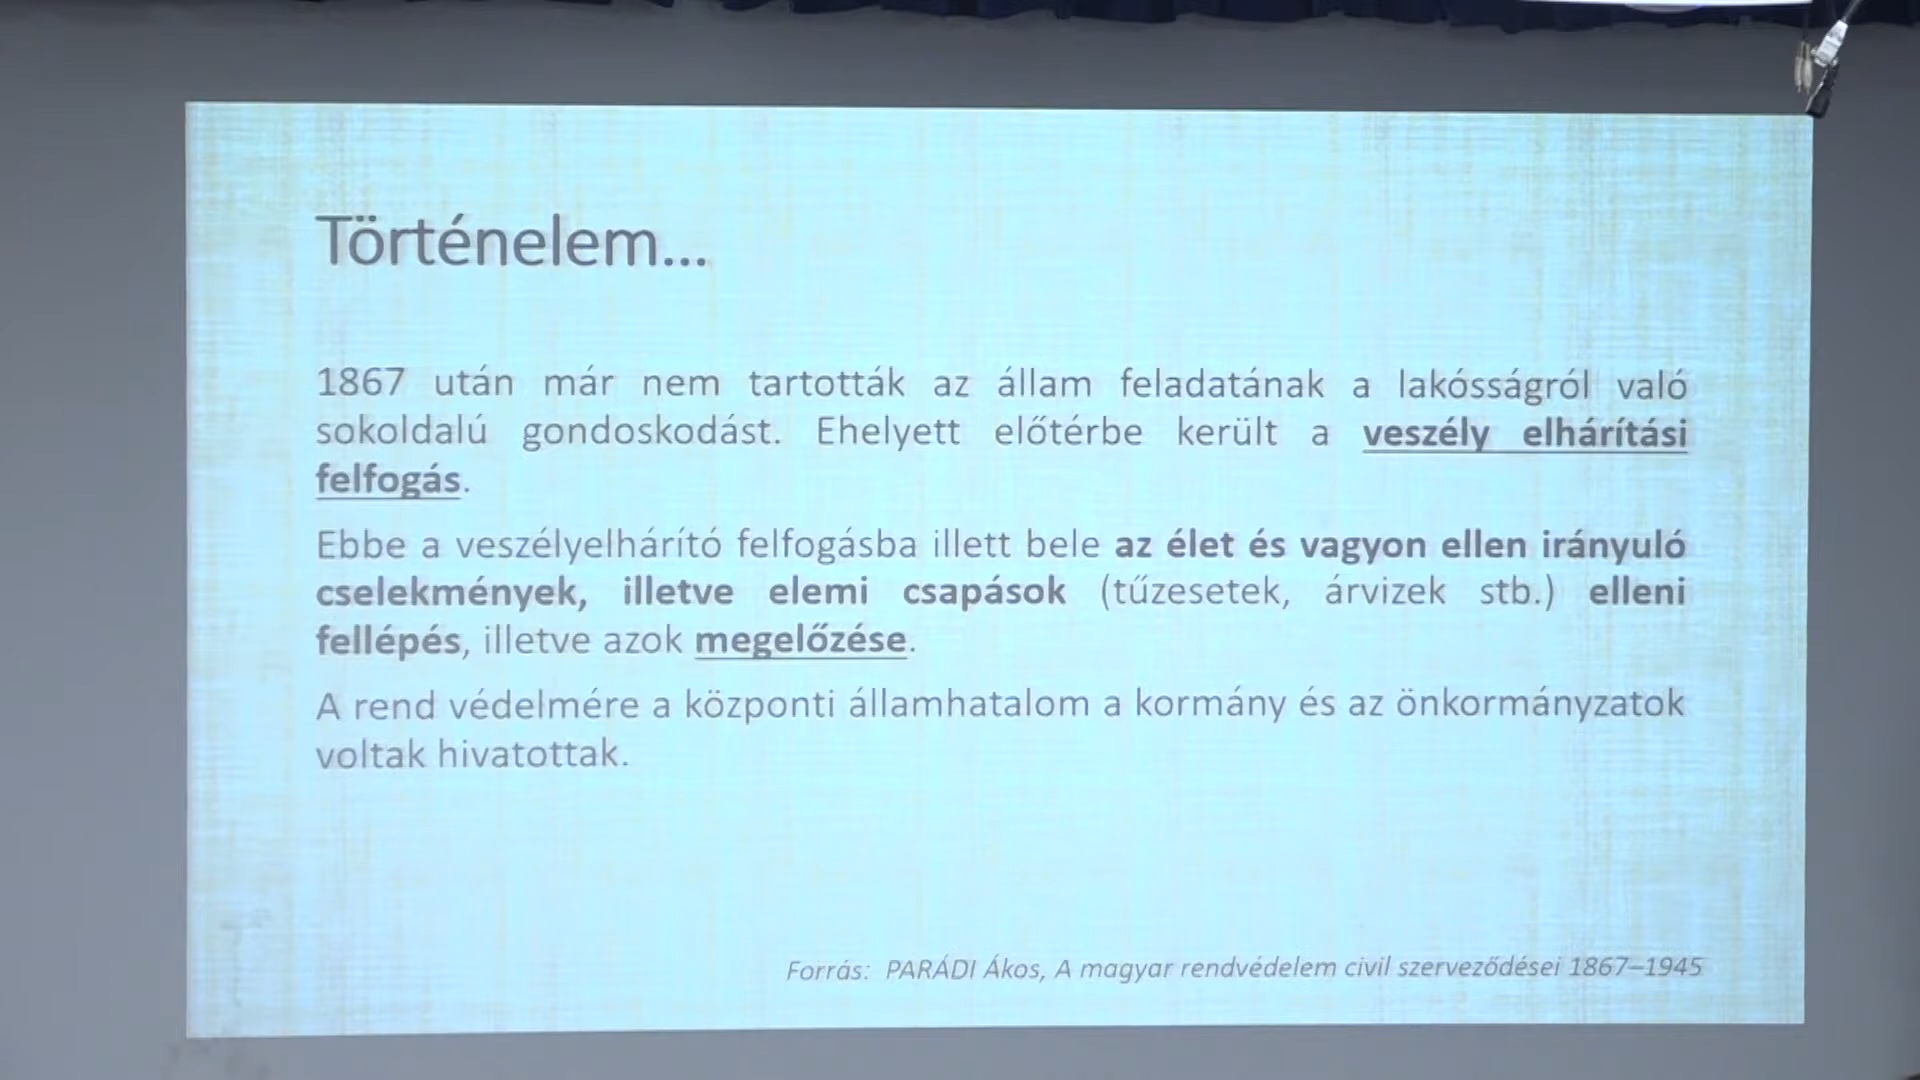 Történelem...
1867 után már nem tartották az állam feladatának a lakósságról való
sokoldalú gondoskodást. Ehelyett előtérbe került a veszély elhárítási
felfogás.
Ebbe a veszélyelhárító felfogásba illett bele az élet és vagyon ellen irányuló
cselekmények, illetve elemi csapások (tűzesetek, árvizek stb.) elleni
fellépés, illetve azok megelőzése.
A rend védelmére a központi államhatalom a kormány és az önkormányzatok
voltak hivatottak.
Forrás: PARÁDI Ákos, A magyar rendvédelem civil szerveződései 1867–1945